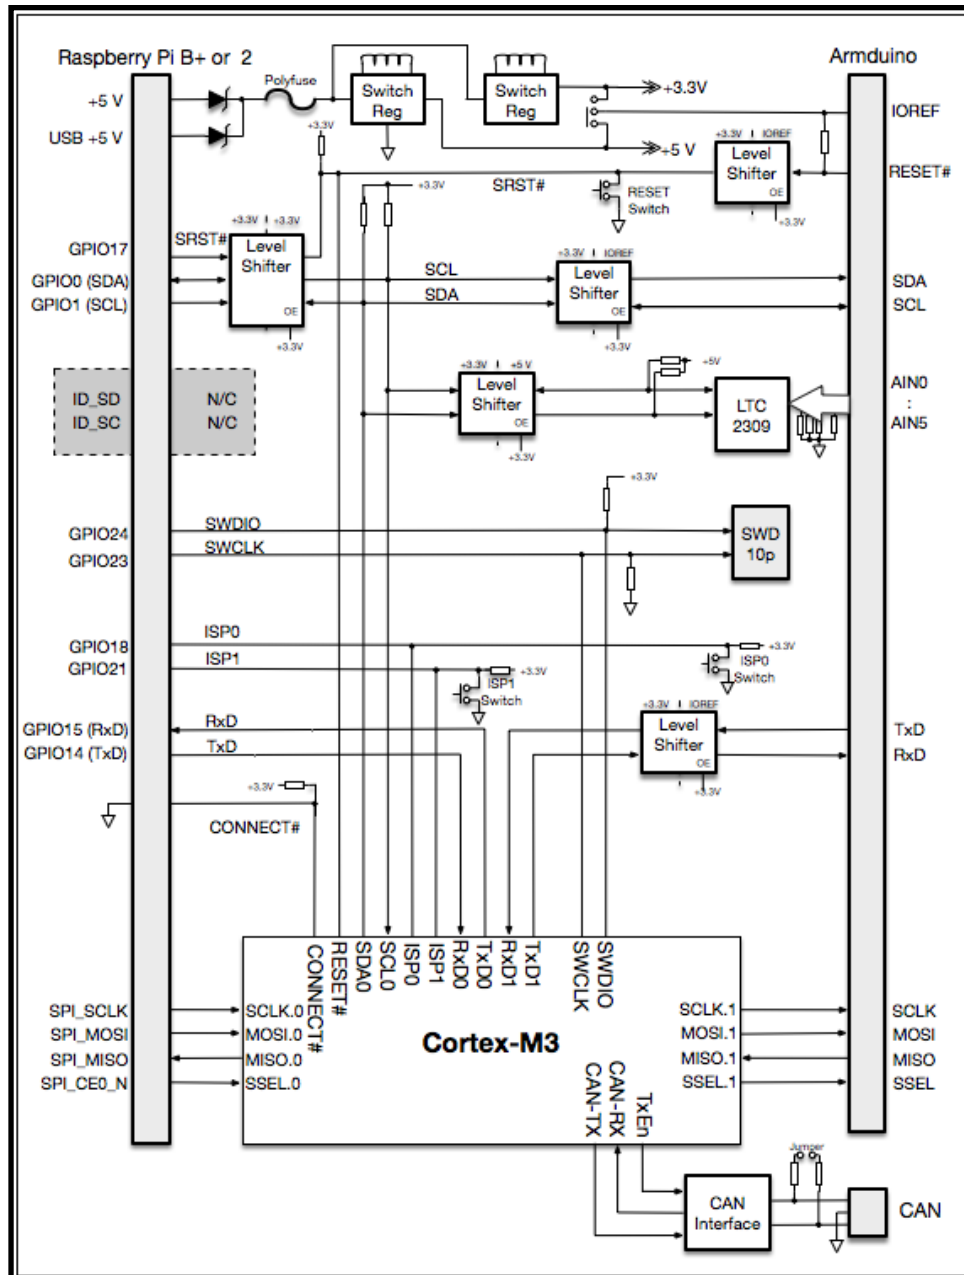 Raspberry Pi B+ or 2
Armduino
Polyfuse
+5 V
Switch
Reg
Switch
Reg
+3.3V
IOREF
USB +5 V
+3.3V
+5 V
+3.3V IOREF
Level
Shifter
OE
+3.3V
RESET#
SRST#
RESET
Switch
+3.3V
GPIO17
SRST#
+3.3V +3.3V
Level
Shifter
OE
+3.3V
GPIO0 (SDA)
GPIO1 (SCL)
SCL
SDA
+3.3V IOREF
Level
Shifter
OE
+3.3V
SDA
SCL
ID_SD N/C
ID_SC N/C
+3.3V +5 V
Level
Shifter
OE
+3.3V
+5V
LTC
2309
AIN0
:
AIN5
+3.3V
GPIO24
SWDIO
GPIO23
SWCLK
SWD
10p
GPIO18
ISP0
+3.3V
ISP0
Switch
GPIO21
ISP1
+3.3V
ISP1
Switch
GPIO15 (RxD)
RxD
GPIO14 (TxD)
TxD
+3.3V IOREF
Level
Shifter
OE
+3.3V
TxD
RxD
+3.3V
CONNECT#
CONNECT#
RESET#
SDA0
SCL0
ISP0
ISP1
RxD0
TxD0
RxD1
TxD1
SWCLK
SWDIO
Cortex-M3
SPI_SCLK
SCLK.0
SCLK.1
SCLK
SPI_MOSI
MOSI.0
MOSI.1
MOSI
SPI_MISO
MISO.0
MISO.1
MISO
SPI_CE0_N
SSEL.0
SSEL.1
SSEL
CAN-TX
CAN-RX
TxEn
Jumper
CAN
Interface
CAN